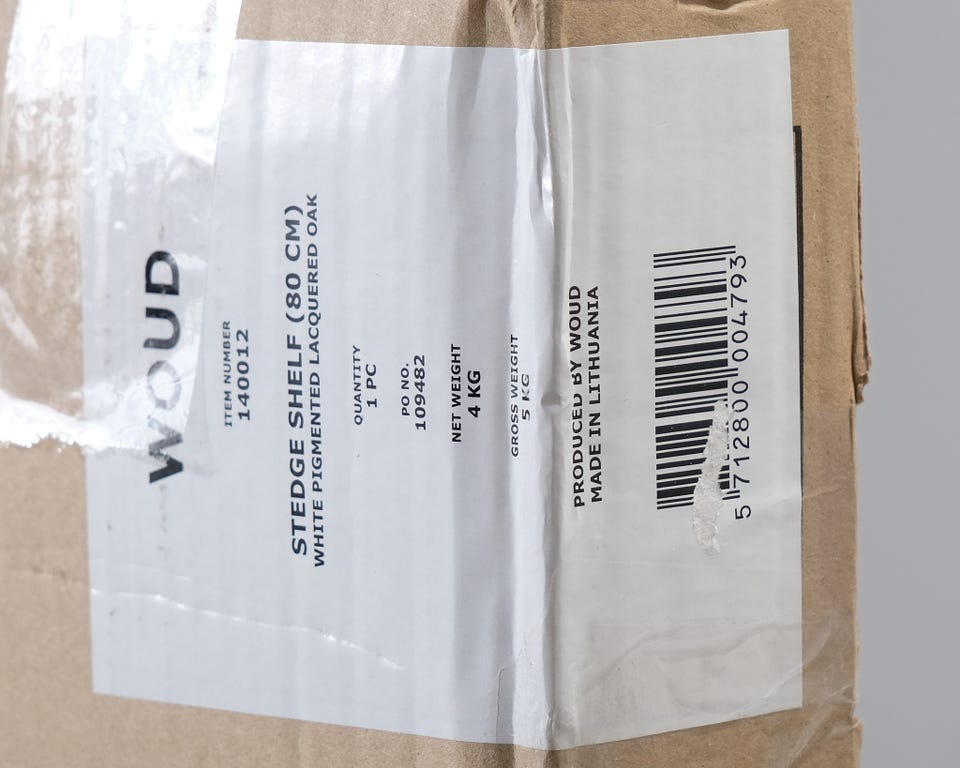 WOUD
ITEM NUMBER
140012
STEDGE SHELF (80 CM)
WHITE PIGMENTED LACQUERED OAK
QUANTITY
1 PC
PO NO.
109482
NET WEIGHT
4 KG
GROSS WEIGHT
5 KG
PRODUCED BY WOUD
MADE IN LITHUANIA
5 712800 004793